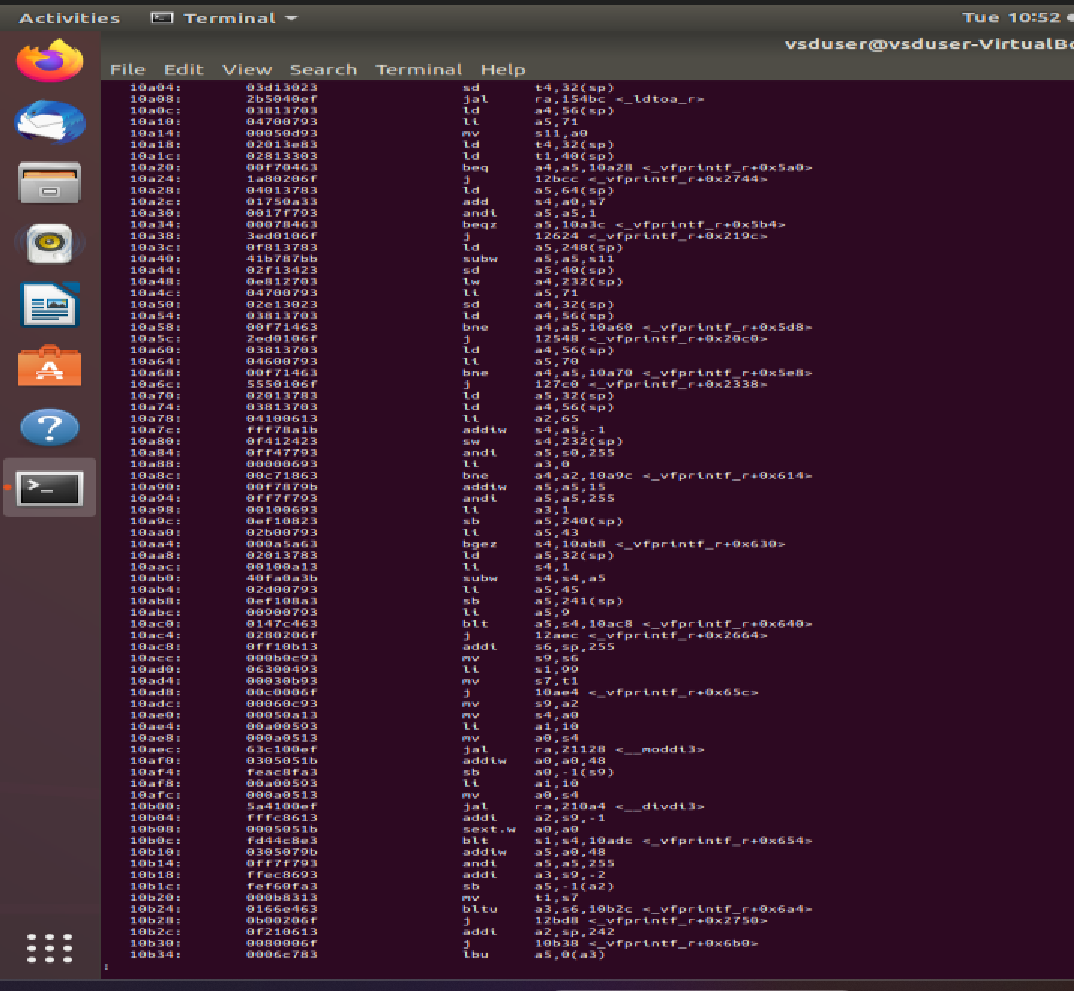 Activities Terminal Tue 10:52
vsduser@vsduser-VirtualBo
File Edit View Search Terminal Help
10a04: 03d13023 sd t4,32(sp)
10a08: 2b5040ef jal ra,154bc <_ldtoa_r>
10a0c: 03813703 ld a4,56(sp)
10a10: 04700793 li a5,71
10a14: 00050d93 mv s11,a0
10a18: 02013e83 ld t4,32(sp)
10a1c: 02813303 ld t1,40(sp)
10a20: 00f70463 beq a4,a5,10a28 <_vfprintf_r+0x5a0>
10a24: 1a80206f j 12bcc <_vfprintf_r+0x2744>
10a28: 04013783 ld a5,64(sp)
10a2c: 01750a33 add s4,a0,s7
10a30: 0017f793 andi a5,a5,1
10a34: 00078463 beqz a5,10a3c <_vfprintf_r+0x5b4>
10a38: 3ed0106f j 12624 <_vfprintf_r+0x219c>
10a3c: 0f813783 ld a5,248(sp)
10a40: 41b787bb subw a5,a5,s11
10a44: 02f13423 sd a5,40(sp)
10a48: 0e812703 lw a4,232(sp)
10a4c: 04700793 li a5,71
10a50: 02e13023 sd a4,32(sp)
10a54: 03813703 ld a4,56(sp)
10a58: 00f71463 bne a4,a5,10a60 <_vfprintf_r+0x5d8>
10a5c: 2ed0106f j 12548 <_vfprintf_r+0x20c0>
10a60: 03813703 ld a4,56(sp)
10a64: 04600793 li a5,70
10a68: 00f71463 bne a4,a5,10a70 <_vfprintf_r+0x5e8>
10a6c: 5550106f j 127c0 <_vfprintf_r+0x2338>
10a70: 02013783 ld a5,32(sp)
10a74: 03813703 ld a4,56(sp)
10a78: 04100613 li a2,65
10a7c: fff78a1b addiw s4,a5,-1
10a80: 0f412423 sw s4,232(sp)
10a84: 0ff47793 andi a5,s0,255
10a88: 00000693 li a3,0
10a8c: 00c71863 bne a4,a2,10a9c <_vfprintf_r+0x614>
10a90: 00f7879b addiw a5,a5,15
10a94: 0ff7f793 andi a5,a5,255
10a98: 00100693 li a3,1
10a9c: 0ef10823 sb a5,240(sp)
10aa0: 02b00793 li a5,43
10aa4: 000a5a63 bgez s4,10ab8 <_vfprintf_r+0x630>
10aa8: 02013783 ld a5,32(sp)
10aac: 00100a13 li s4,1
10ab0: 40fa0a3b subw s4,s4,a5
10ab4: 02d00793 li a5,45
10ab8: 0ef108a3 sb a5,241(sp)
10abc: 00900793 li a5,9
10ac0: 0147c463 blt a5,s4,10ac8 <_vfprintf_r+0x640>
10ac4: 0280206f j 12aec <_vfprintf_r+0x2664>
10ac8: 0ff10b13 addi s6,sp,255
10acc: 000b0c93 mv s9,s6
10ad0: 06300493 li s1,99
10ad4: 00030b93 mv s7,t1
10ad8: 00c0006f j 10ae4 <_vfprintf_r+0x65c>
10adc: 00060c93 mv s9,a2
10ae0: 00050a13 mv s4,a0
10ae4: 00a00593 li a1,10
10ae8: 000a0513 mv a0,s4
10aec: 63c100ef jal ra,21128 <__moddi3>
10af0: 0305051b addiw a0,a0,48
10af4: feac8fa3 sb a0,-1(s9)
10af8: 00a00593 li a1,10
10afc: 000a0513 mv a0,s4
10b00: 5a4100ef jal ra,210a4 <__divdi3>
10b04: fffc8613 addi a2,s9,-1
10b08: 0005051b sext.w a0,a0
10b0c: fd44c8e3 blt s1,s4,10adc <_vfprintf_r+0x654>
10b10: 0305079b addiw a5,a0,48
10b14: 0ff7f793 andi a5,a5,255
10b18: ffec8693 addi a3,s9,-2
10b1c: fef60fa3 sb a5,-1(a2)
10b20: 000b8313 mv t1,s7
10b24: 0166e463 bltu a3,s6,10b2c <_vfprintf_r+0x6a4>
10b28: 0b00206f j 12bd8 <_vfprintf_r+0x2750>
10b2c: 0f210613 addi a2,sp,242
10b30: 0080006f j 10b38 <_vfprintf_r+0x6b0>
10b34: 0006c783 lbu a5,0(a3)
: